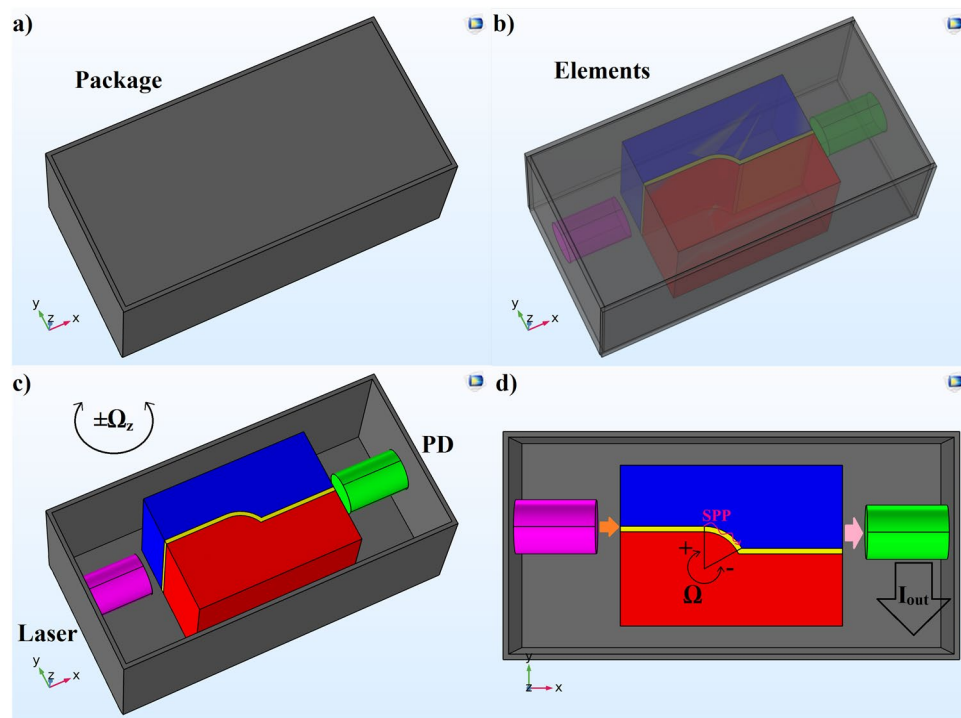 a)
Package
y
z
x
b)
Elements
y
z
x
c)
±Ωz
PD
Laser
y
z
x
d)
SPP
+
-
Ω
Iout
y
z
x